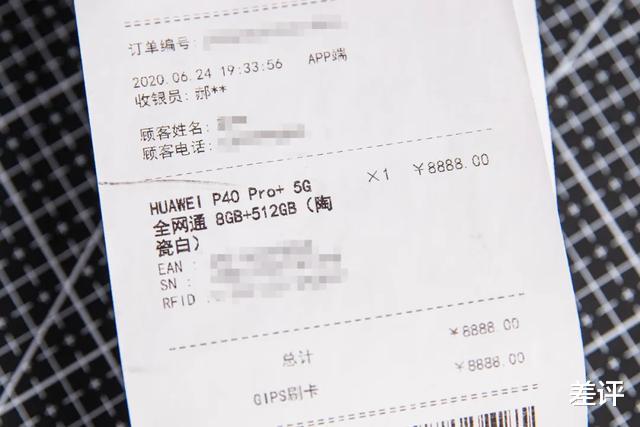 订单编号:
2020.06.24 19:33:56 APP端
收银员: 郝**
顾客姓名:
顾客电话:
HUAWEI P40 Pro+ 5G ×1 ￥8888.00
全网通 8GB+512GB (陶
瓷白)
EAN :
SN :
RFID :
总计 ￥8888.00
GIPS刷卡 ￥8888.00
差评